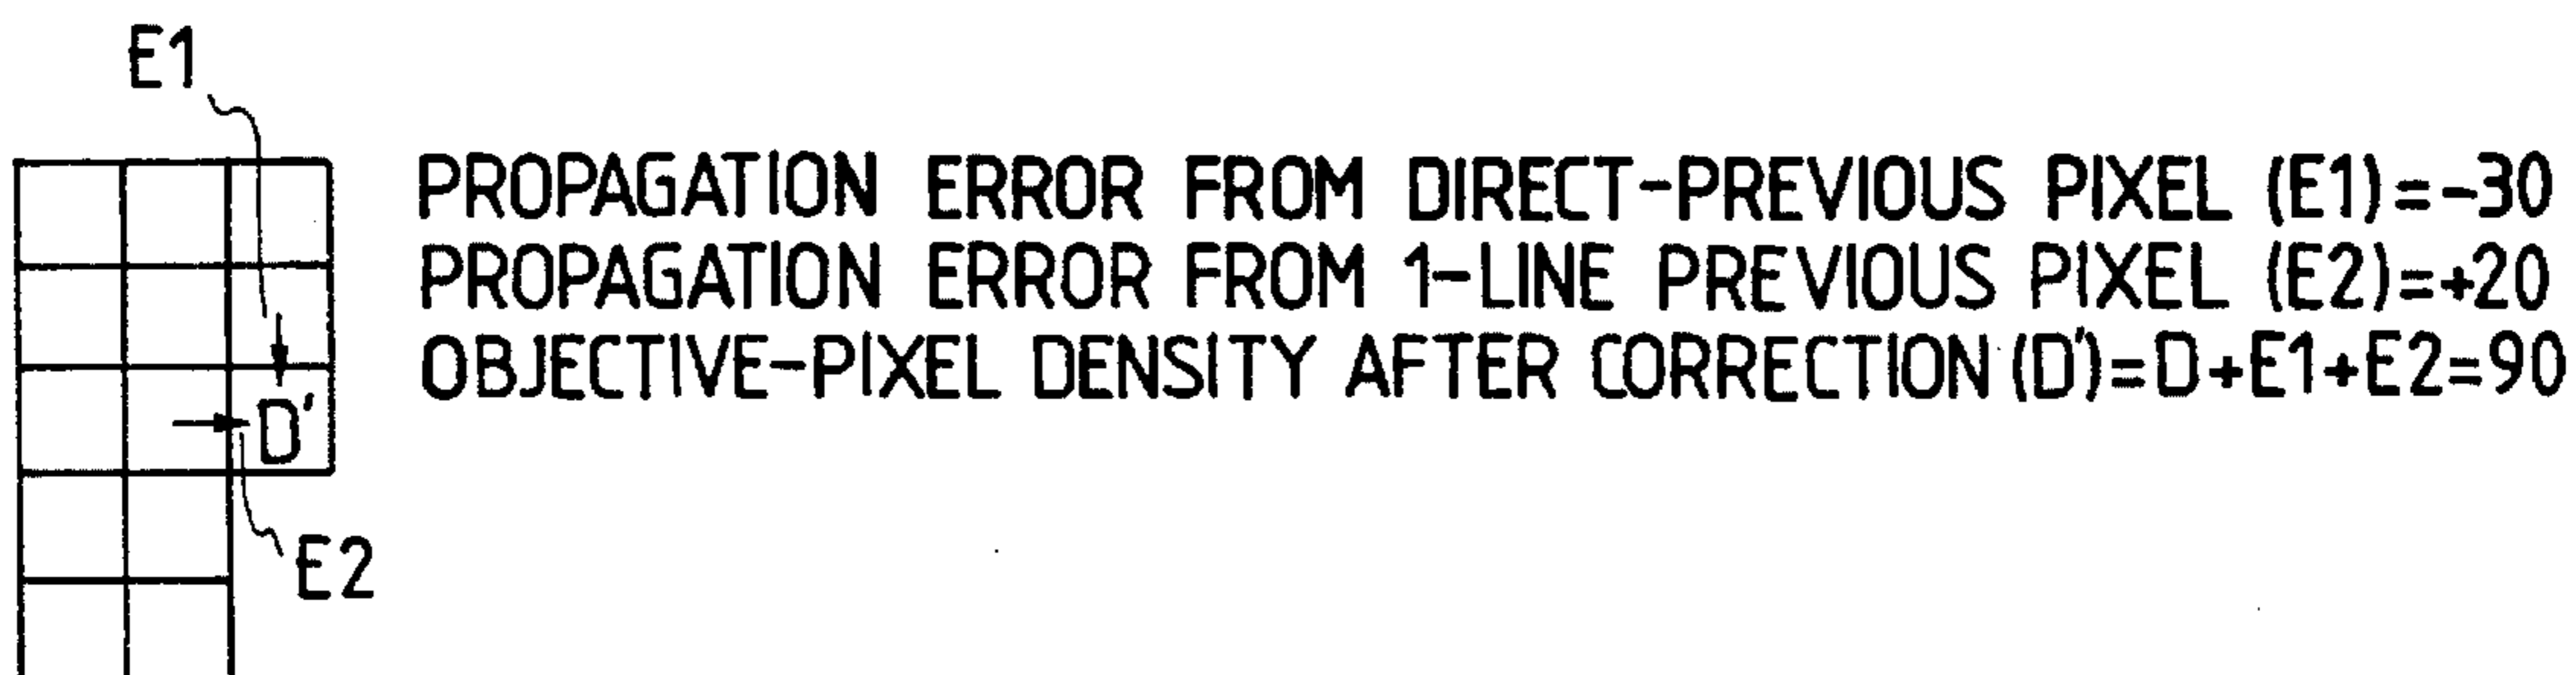 E1
PROPAGATION ERROR FROM DIRECT-PREVIOUS PIXEL (E1)=-30
PROPAGATION ERROR FROM 1-LINE PREVIOUS PIXEL (E2)=+20
OBJECTIVE-PIXEL DENSITY AFTER CORRECTION (D')=D+E1+E2=90
D'
E2